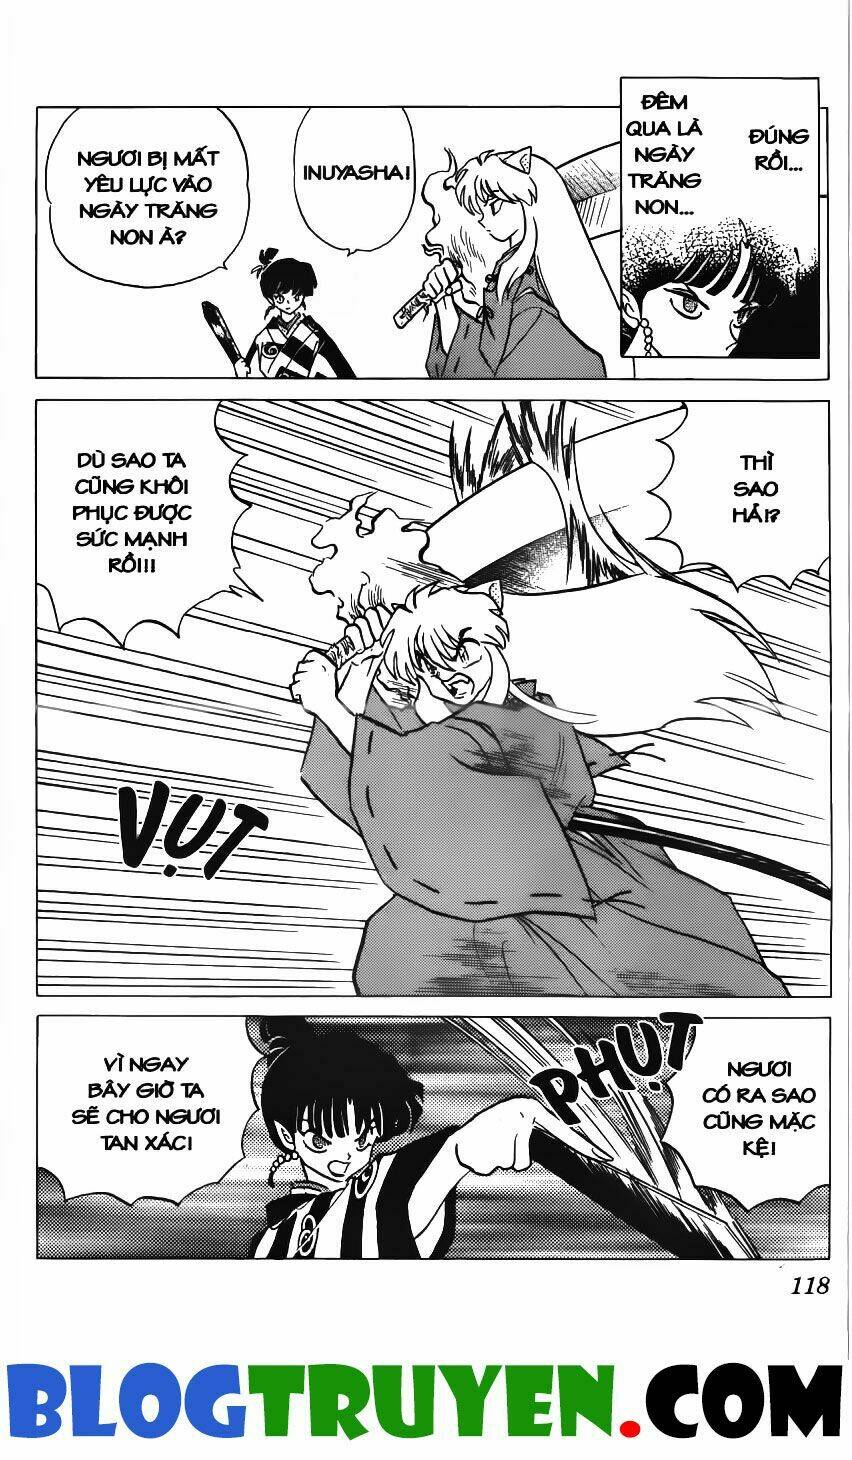 ĐÚNG
RỒI...
ĐÊM
QUA LÀ
NGÀY
TRĂNG
NON...
INUYASHA!
NGƯƠI BỊ MẤT
YÊU LỰC VÀO
NGÀY TRĂNG
NON À?
THÌ
SAO
HẢ!?
DÙ SAO TA
CŨNG KHÔI
PHỤC ĐƯỢC
SỨC MẠNH
RỒI!!!
VỤT
NGƯƠI
CÓ RA SAO
CŨNG MẶC
KỆ!
PHỤT
VÌ NGAY
BÂY GIỜ TA
SẼ CHO NGƯƠI
TAN XÁC!
118
BLOGTRUYEN.COM